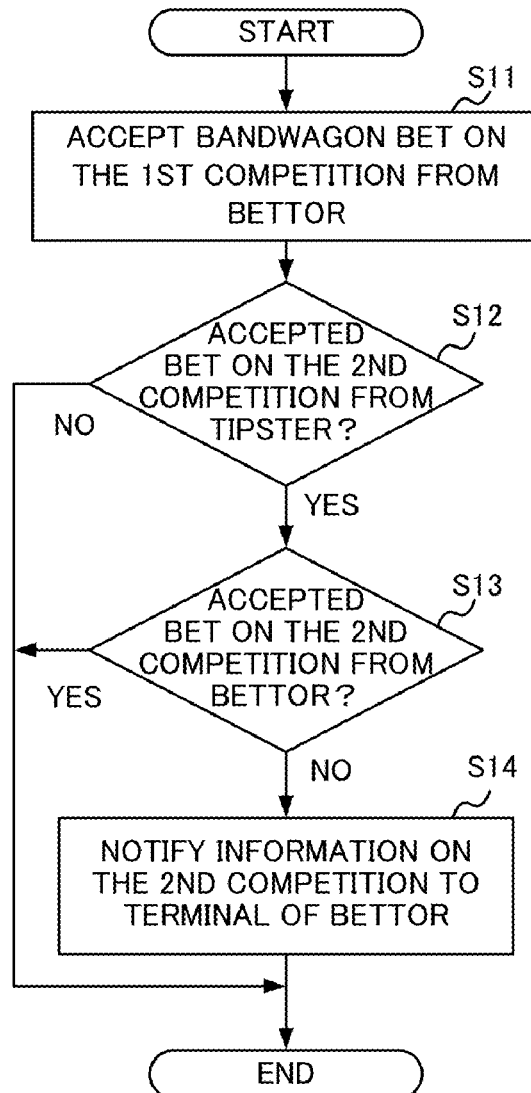 START
S11
ACCEPT BANDWAGON BET ON
THE 1ST COMPETITION FROM
BETTOR
S12
ACCEPTED
BET ON THE 2ND
COMPETITION FROM
TIPSTER?
NO
YES
S13
ACCEPTED
BET ON THE 2ND
COMPETITION FROM
BETTOR?
YES
NO
S14
NOTIFY INFORMATION ON
THE 2ND COMPETITION TO
TERMINAL OF BETTOR
END